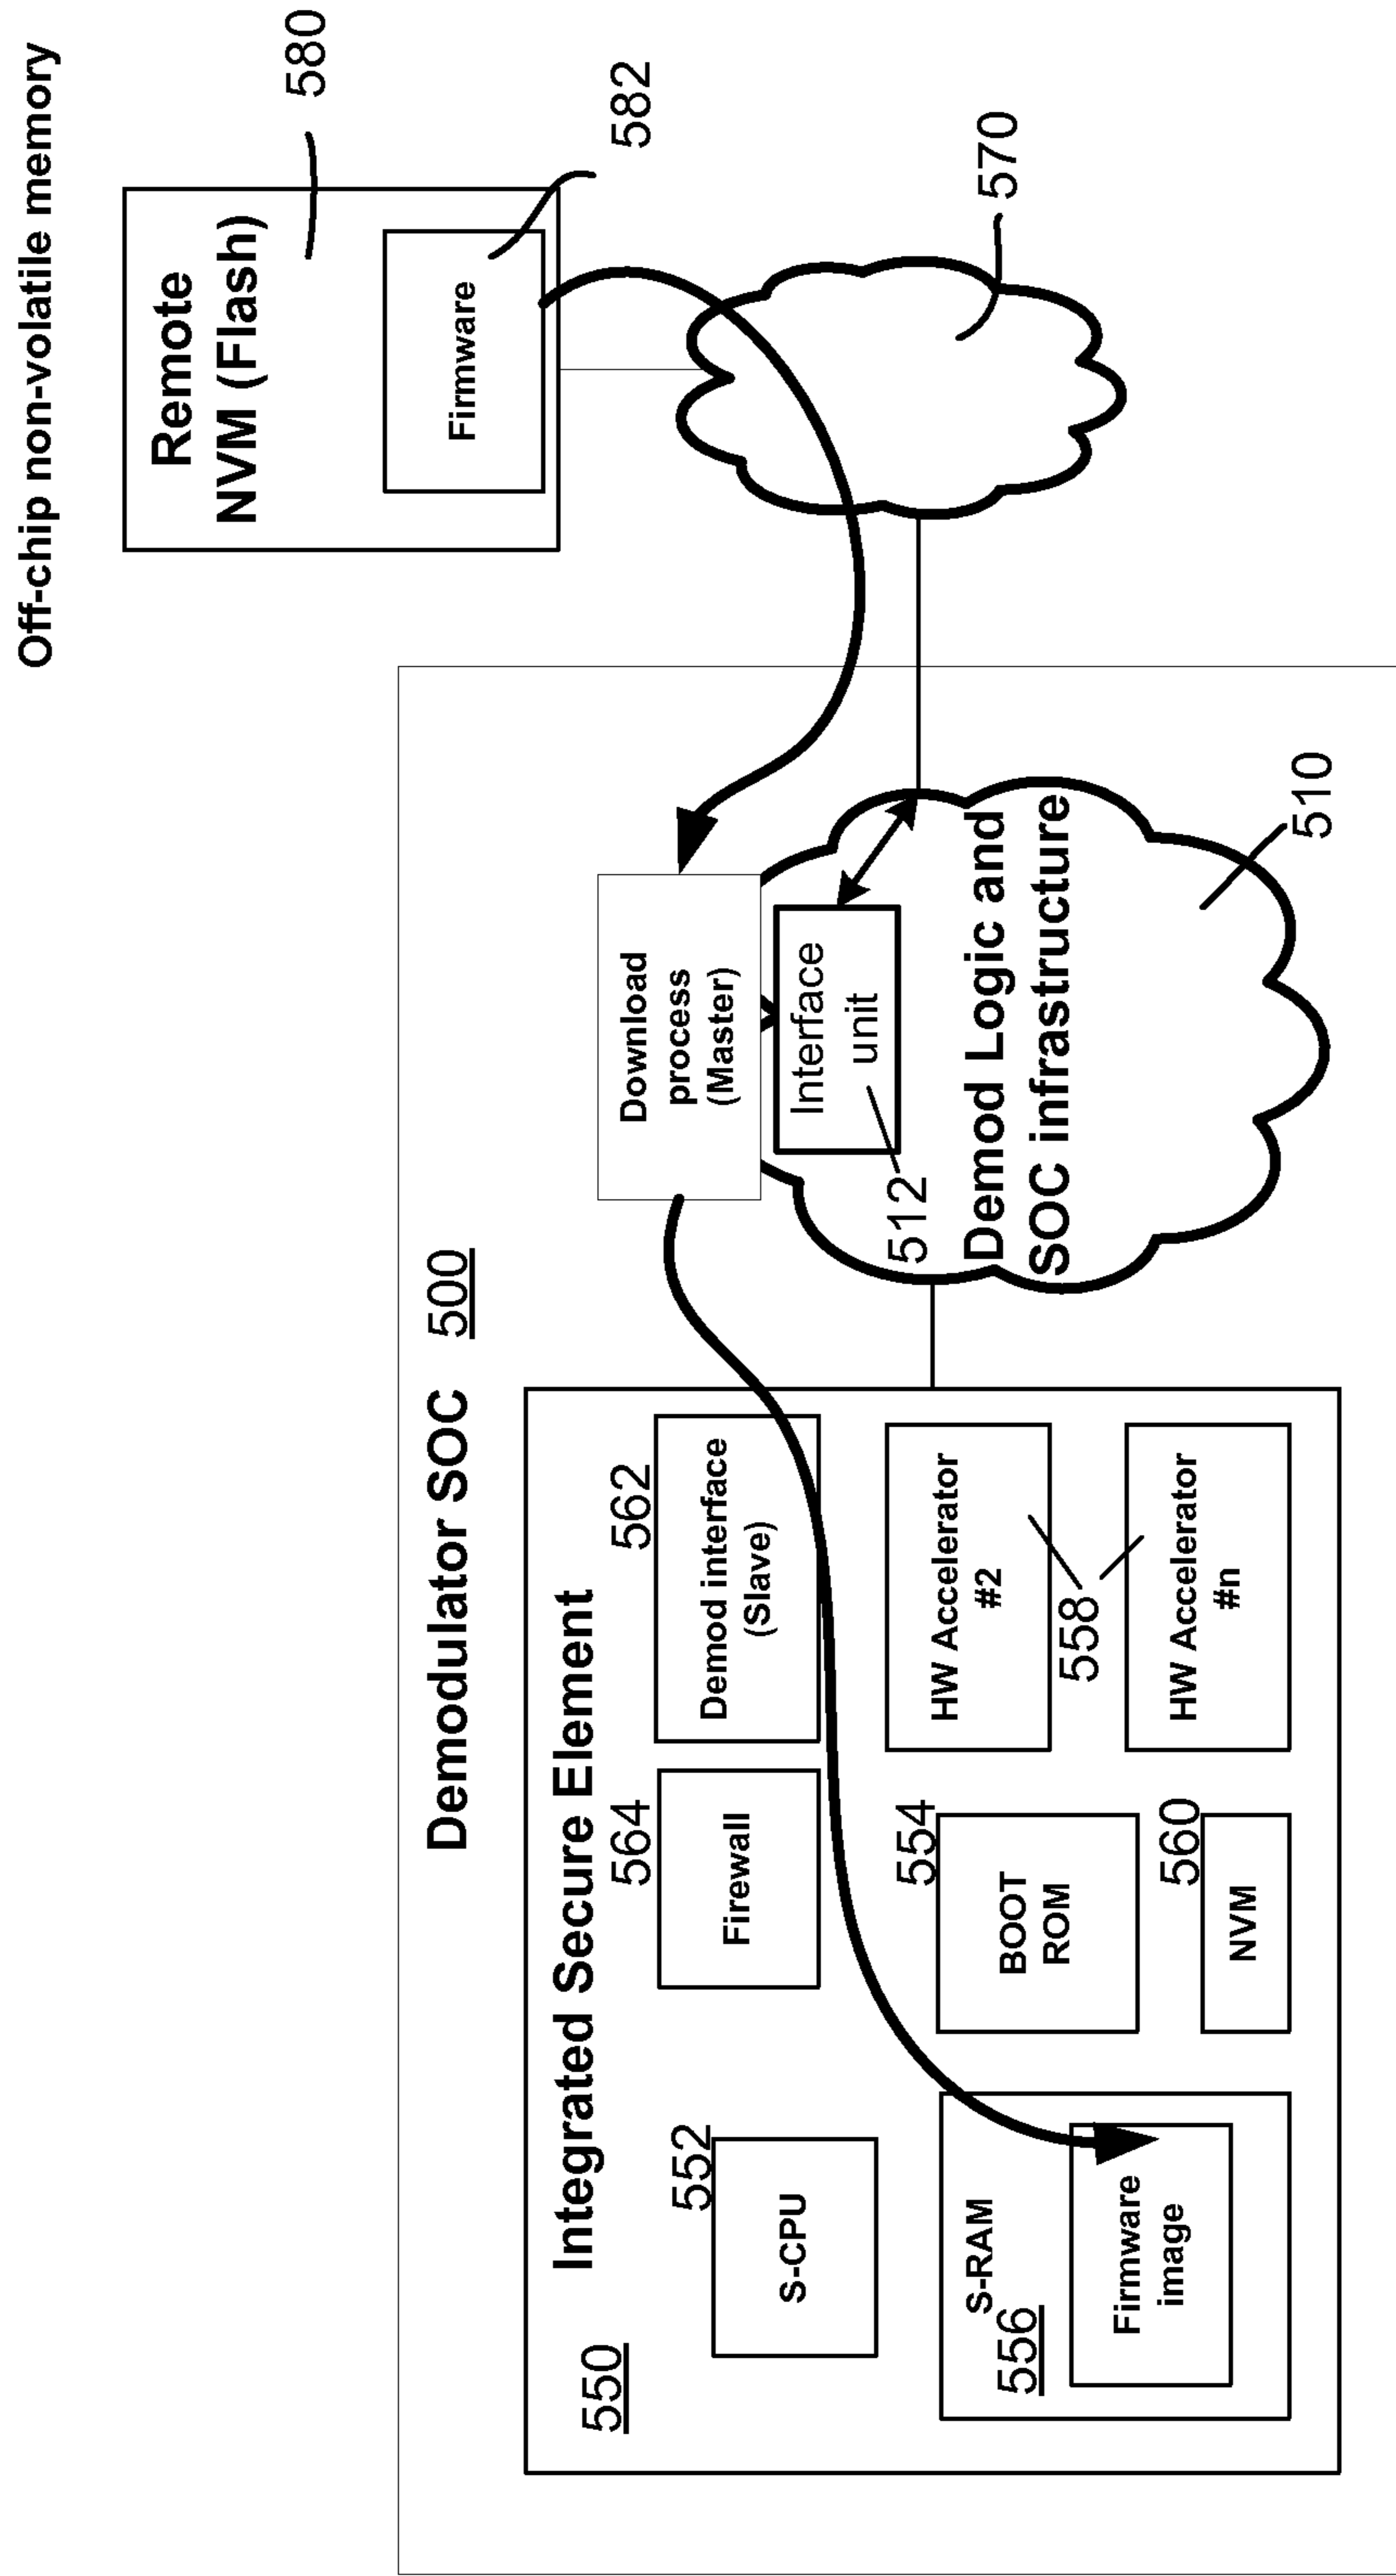 Off-chip non-volatile memory
Remote
NVM (Flash)
580
Firmware
582
570
Demodulator SOC 500
Integrated Secure Element
550
S-CPU
552
Firewall
564
Demod interface
(Slave)
562
S-RAM
556
Firmware
image
BOOT
ROM
554
NVM
560
HW Accelerator
#2
558
HW Accelerator
#n
Download
process
(Master)
Interface
unit
512
Demod Logic and
SOC infrastructure
510